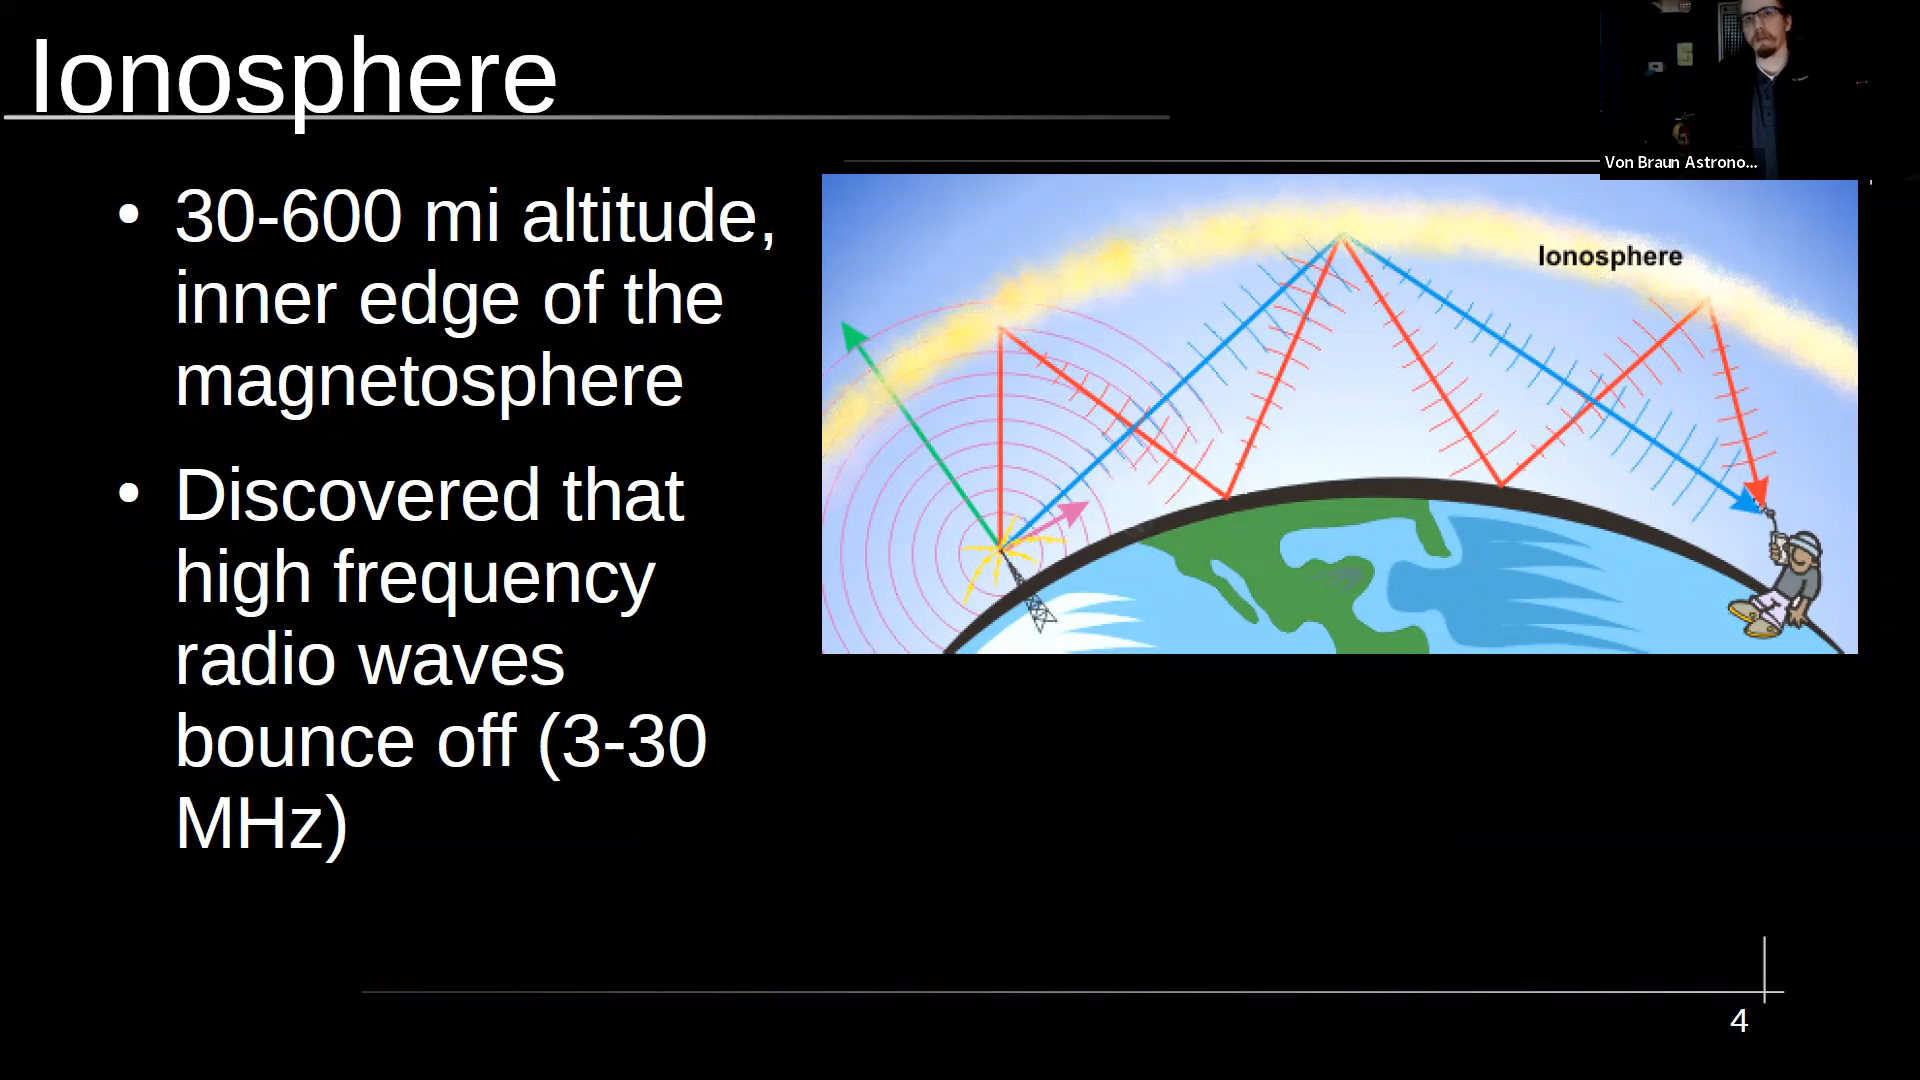 Ionosphere
Von Braun Astrono...
• 30-600 mi altitude,
inner edge of the
magnetosphere
• Discovered that
high frequency
radio waves
bounce off (3-30
MHz)
Ionosphere
4